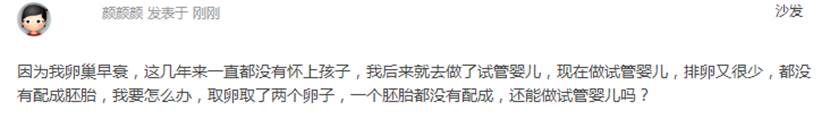 颜颜颜 发表于 刚刚
沙发
因为我卵巢早衰，这几年来一直都没有怀上孩子，我后来就去做了试管婴儿，现在做试管婴儿，排卵又很少，都没
有配成胚胎，我要怎么办，取卵取了两个卵子，一个胚胎都没有配成，还能做试管婴儿吗？